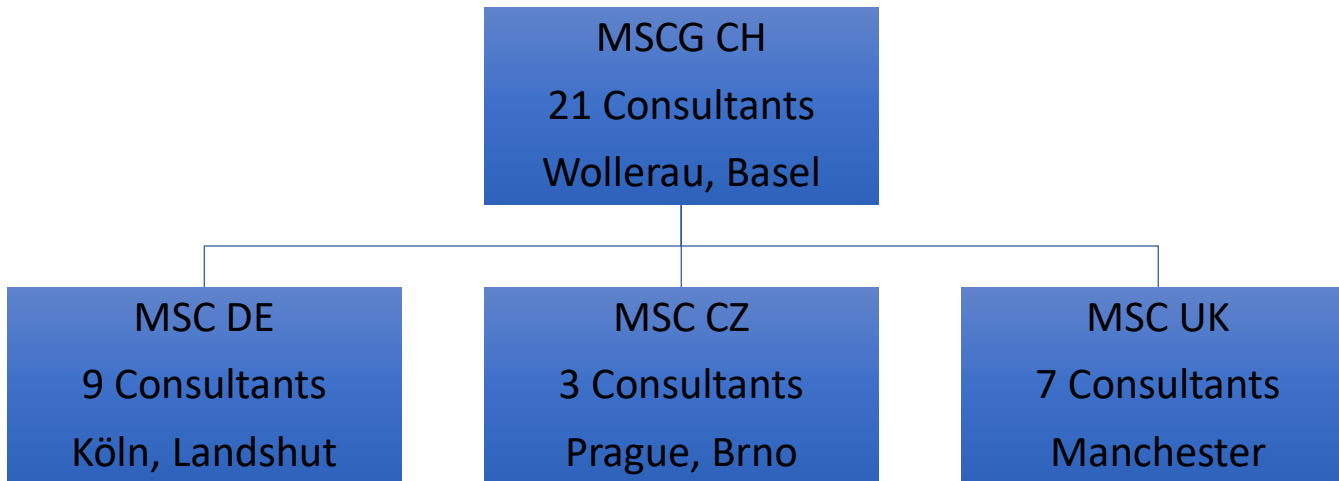 MSCG CH
21 Consultants
Wollerau, Basel
MSC DE
9 Consultants
Köln, Landshut
MSC CZ
3 Consultants
Prague, Brno
MSC UK
7 Consultants
Manchester